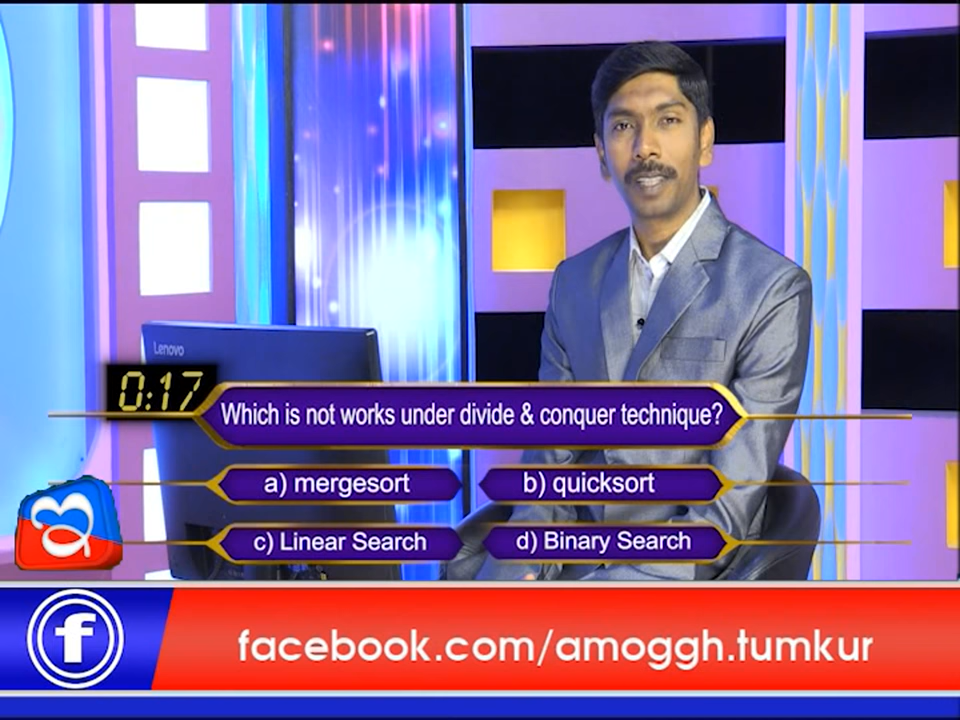 Lenovo
0:17
Which is not works under divide & conquer technique?
a) mergesort
b) quicksort
c) Linear Search
d) Binary Search
f
facebook.com/amoggh.tumkur